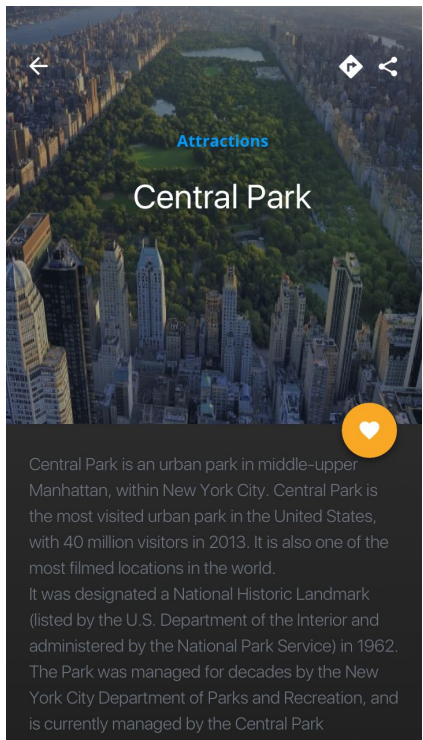 Attractions
Central Park
Central Park is an urban park in middle-upper
Manhattan, within New York City. Central Park is
the most visited urban park in the United States,
with 40 million visitors in 2013. It is also one of the
most filmed locations in the world.
It was designated a National Historic Landmark
(listed by the U.S. Department of the Interior and
administered by the National Park Service) in 1962.
The Park was managed for decades by the New
York City Department of Parks and Recreation, and
is currently managed by the Central Park